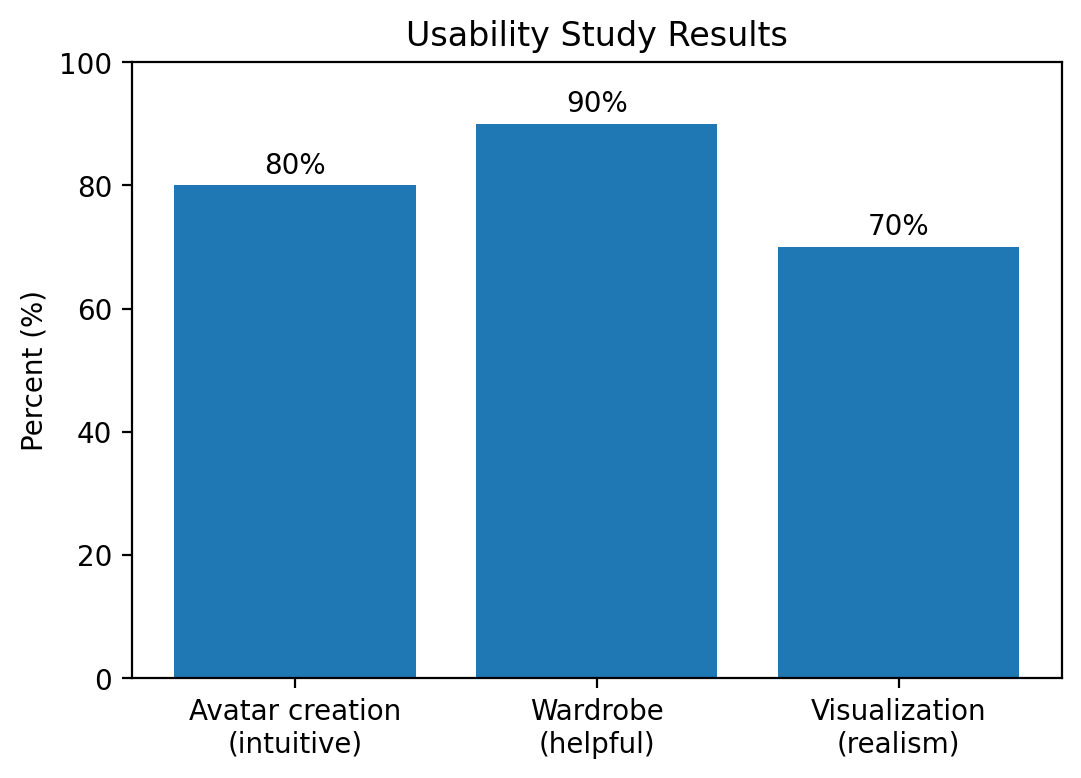 Usability Study Results
Percent (%)
100
80
60
40
20
0
80%
90%
70%
Avatar creation
(intuitive)
Wardrobe
(helpful)
Visualization
(realism)